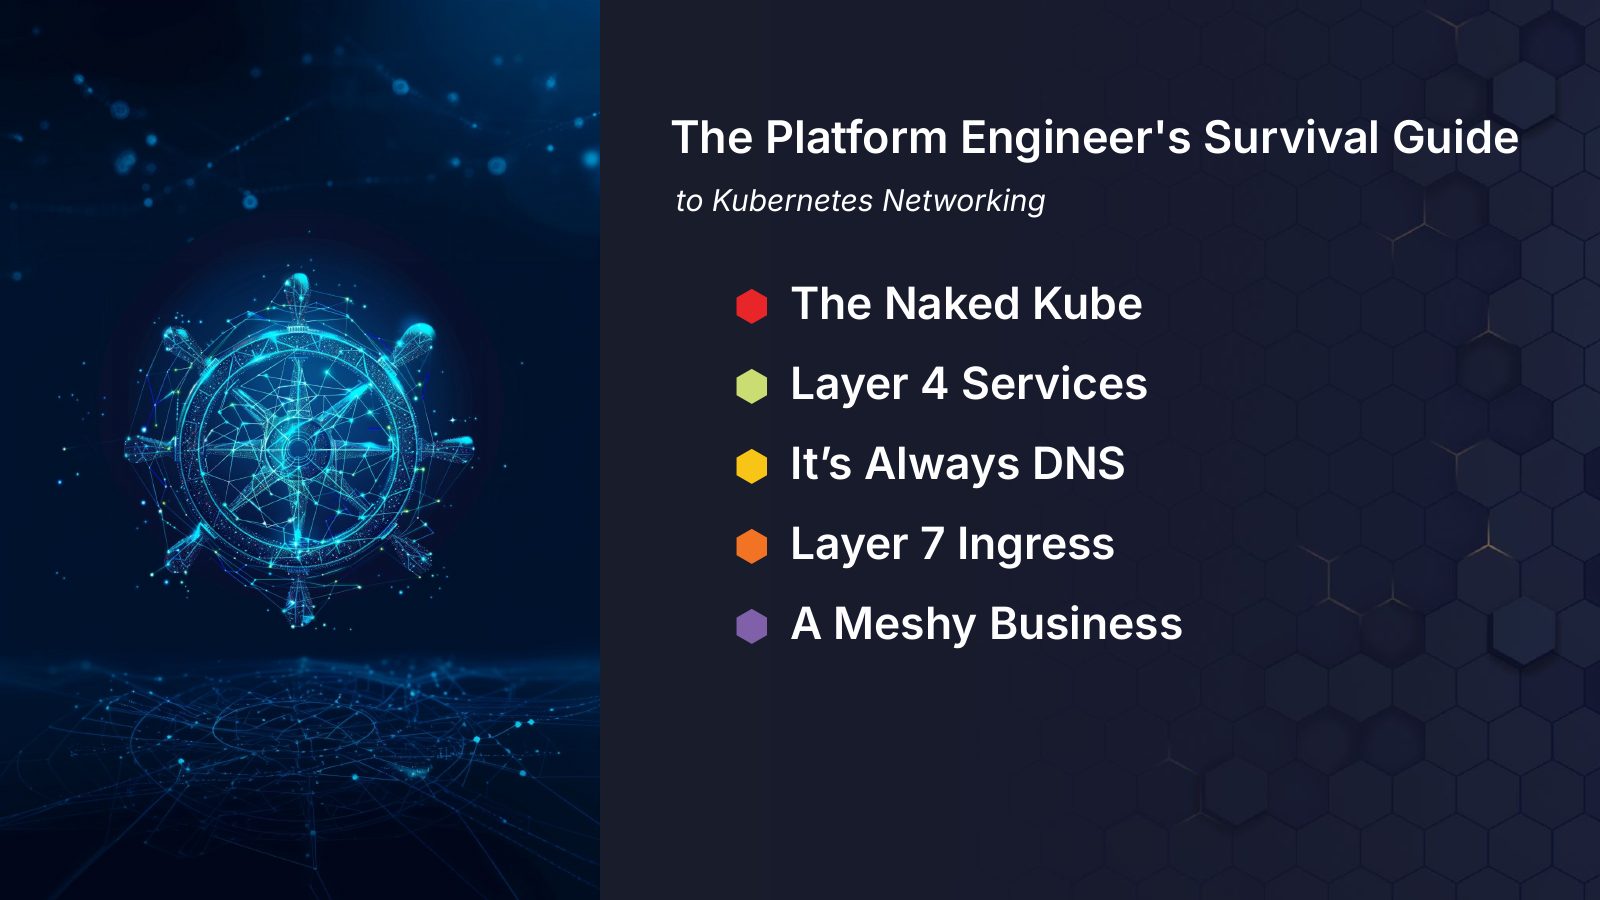 The Platform Engineer's Survival Guide
to Kubernetes Networking
The Naked Kube
Layer 4 Services
It’s Always DNS
Layer 7 Ingress
A Meshy Business